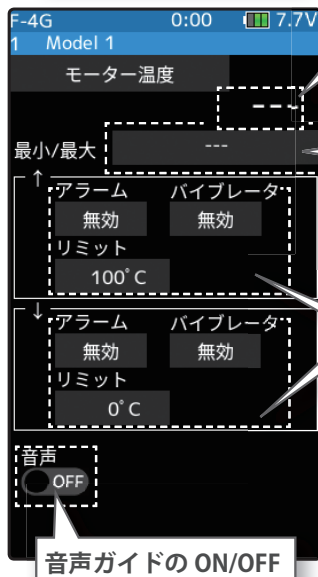 F-4G 0:00 7.7V
1 Model 1
モーター温度
---
最小/最大 ---
↑
アラーム バイブレータ
無効 無効
リミット
100°C
↓
アラーム バイブレータ
無効 無効
リミット
0°C
音声
OFF
音声ガイドの ON/OFF